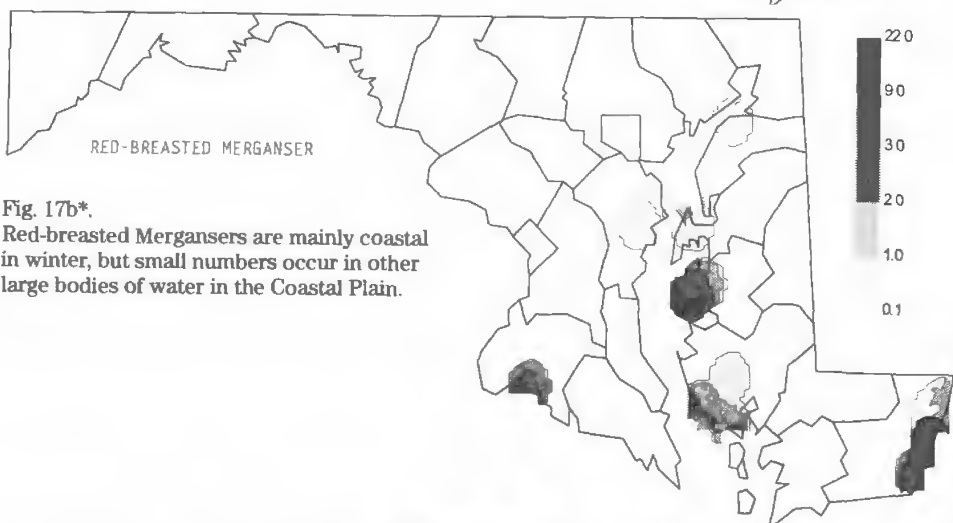 220
90
30
20
1.0
0.1
RED-BREASTED MERGANSER
Fig. 17b*.
Red-breasted Mergansers are mainly coastal
in winter, but small numbers occur in other
large bodies of water in the Coastal Plain.